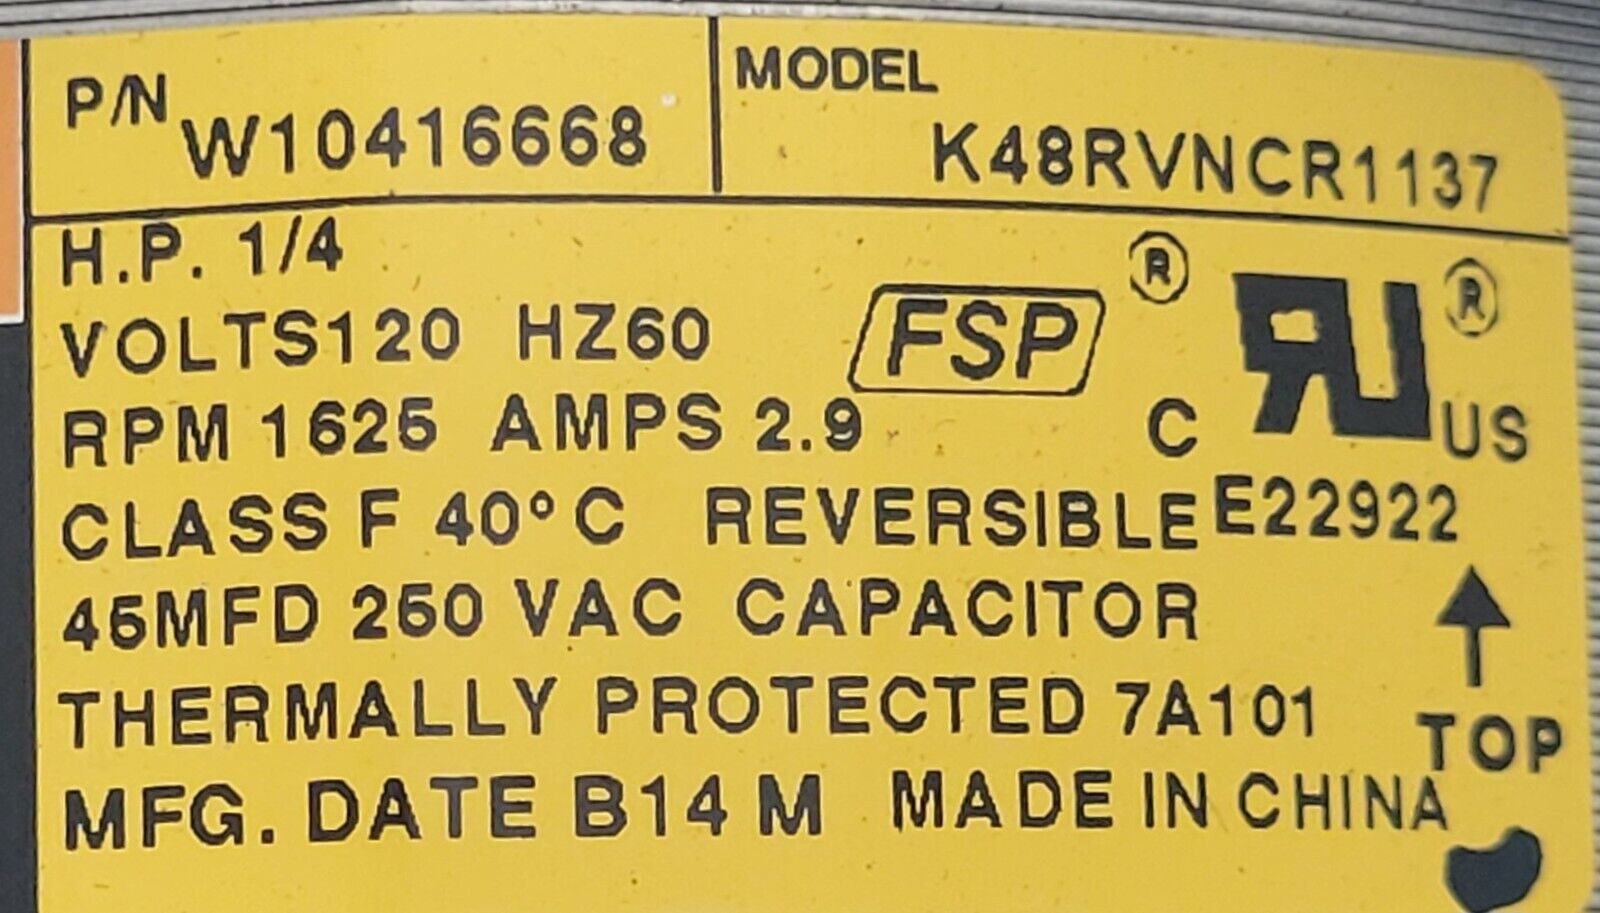 P/N W10416668
MODEL K48RVNCR1137
H.P. 1/4
VOLTS120 HZ60
FSP ®
C RU ® US
RPM 1625 AMPS 2.9
CLASS F 40°C REVERSIBLE E22922
45MFD 250 VAC CAPACITOR
THERMALLY PROTECTED 7A101
TOP
MFG. DATE B14 M MADE IN CHINA